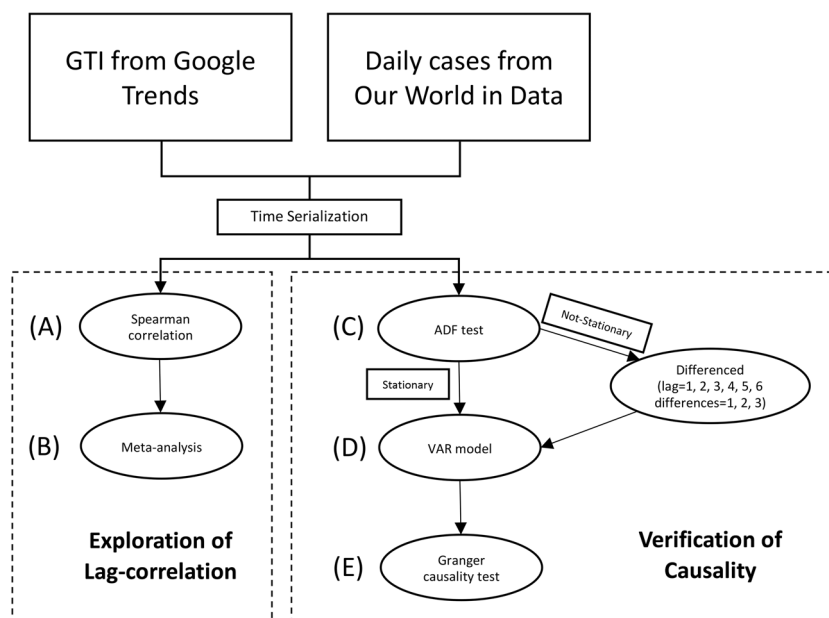 GTI from Google
Trends
Daily cases from
Our World in Data
Time Serialization
(A)
Spearman
correlation
(B)
Meta-analysis
Exploration of
Lag-correlation
(C)
ADF test
Not-Stationary
Stationary
Differenced
(lag=1, 2, 3, 4, 5, 6
differences=1, 2, 3)
(D)
VAR model
(E)
Granger
causality test
Verification of
Causality